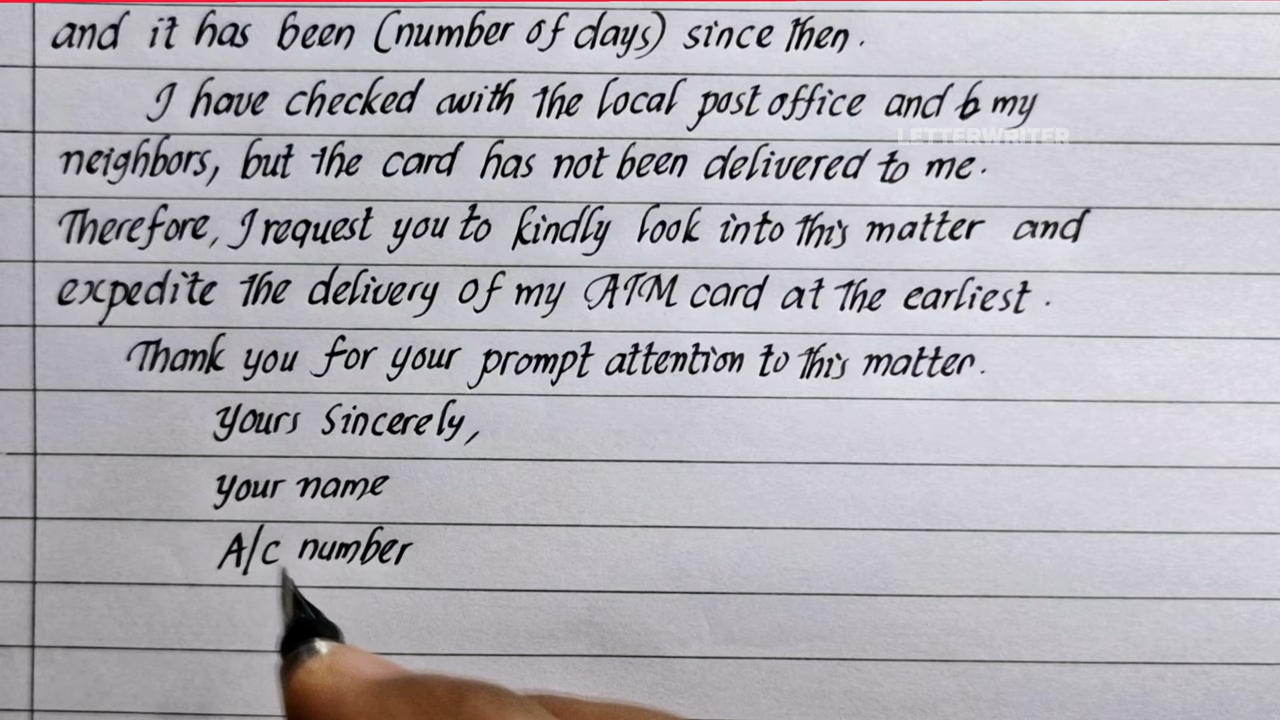 and it has been (number of days) since then.
I have checked with the local post office and b my
LETTERWRITER
neighbors, but the card has not been delivered to me.
Therefore, I request you to kindly look into this matter and
expedite the delivery of my ATM card at the earliest.
Thank you for your prompt attention to this matter.
Yours Sincerely,
Your name
A/c number